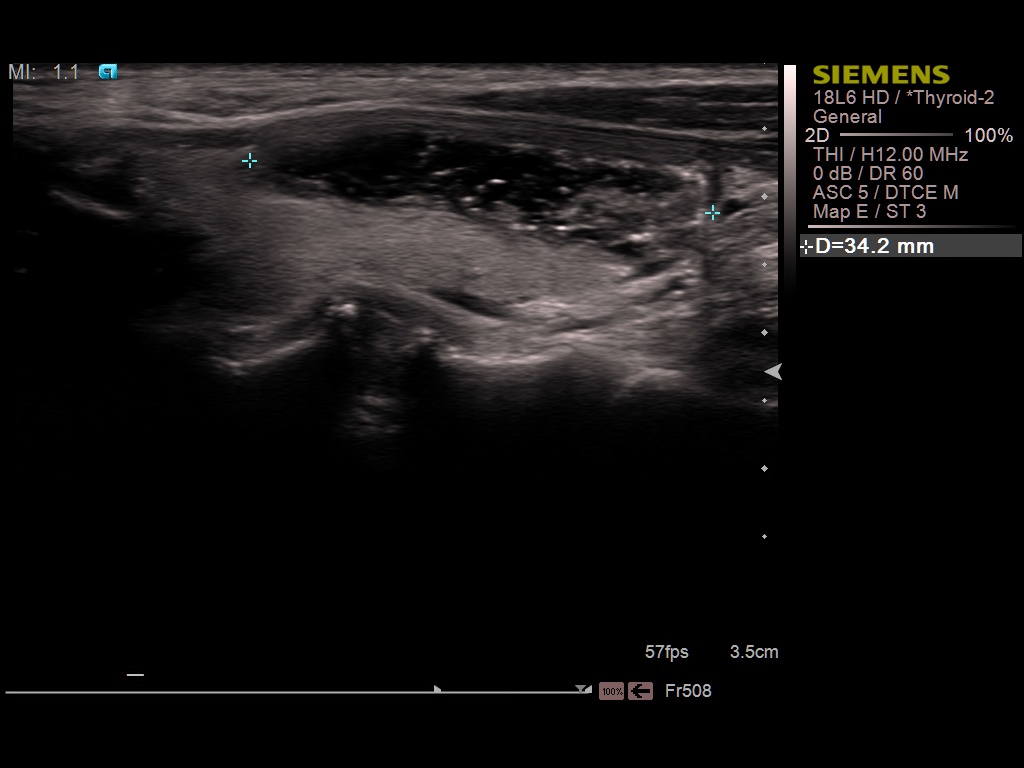 MI: 1.1
SIEMENS
18L6 HD / *Thyroid-2
General
2D 100%
THI / H12.00 MHz
0 dB / DR 60
ASC 5 / DTCE M
Map E / ST 3
D=34.2 mm
57fps 3.5cm
100% Fr508